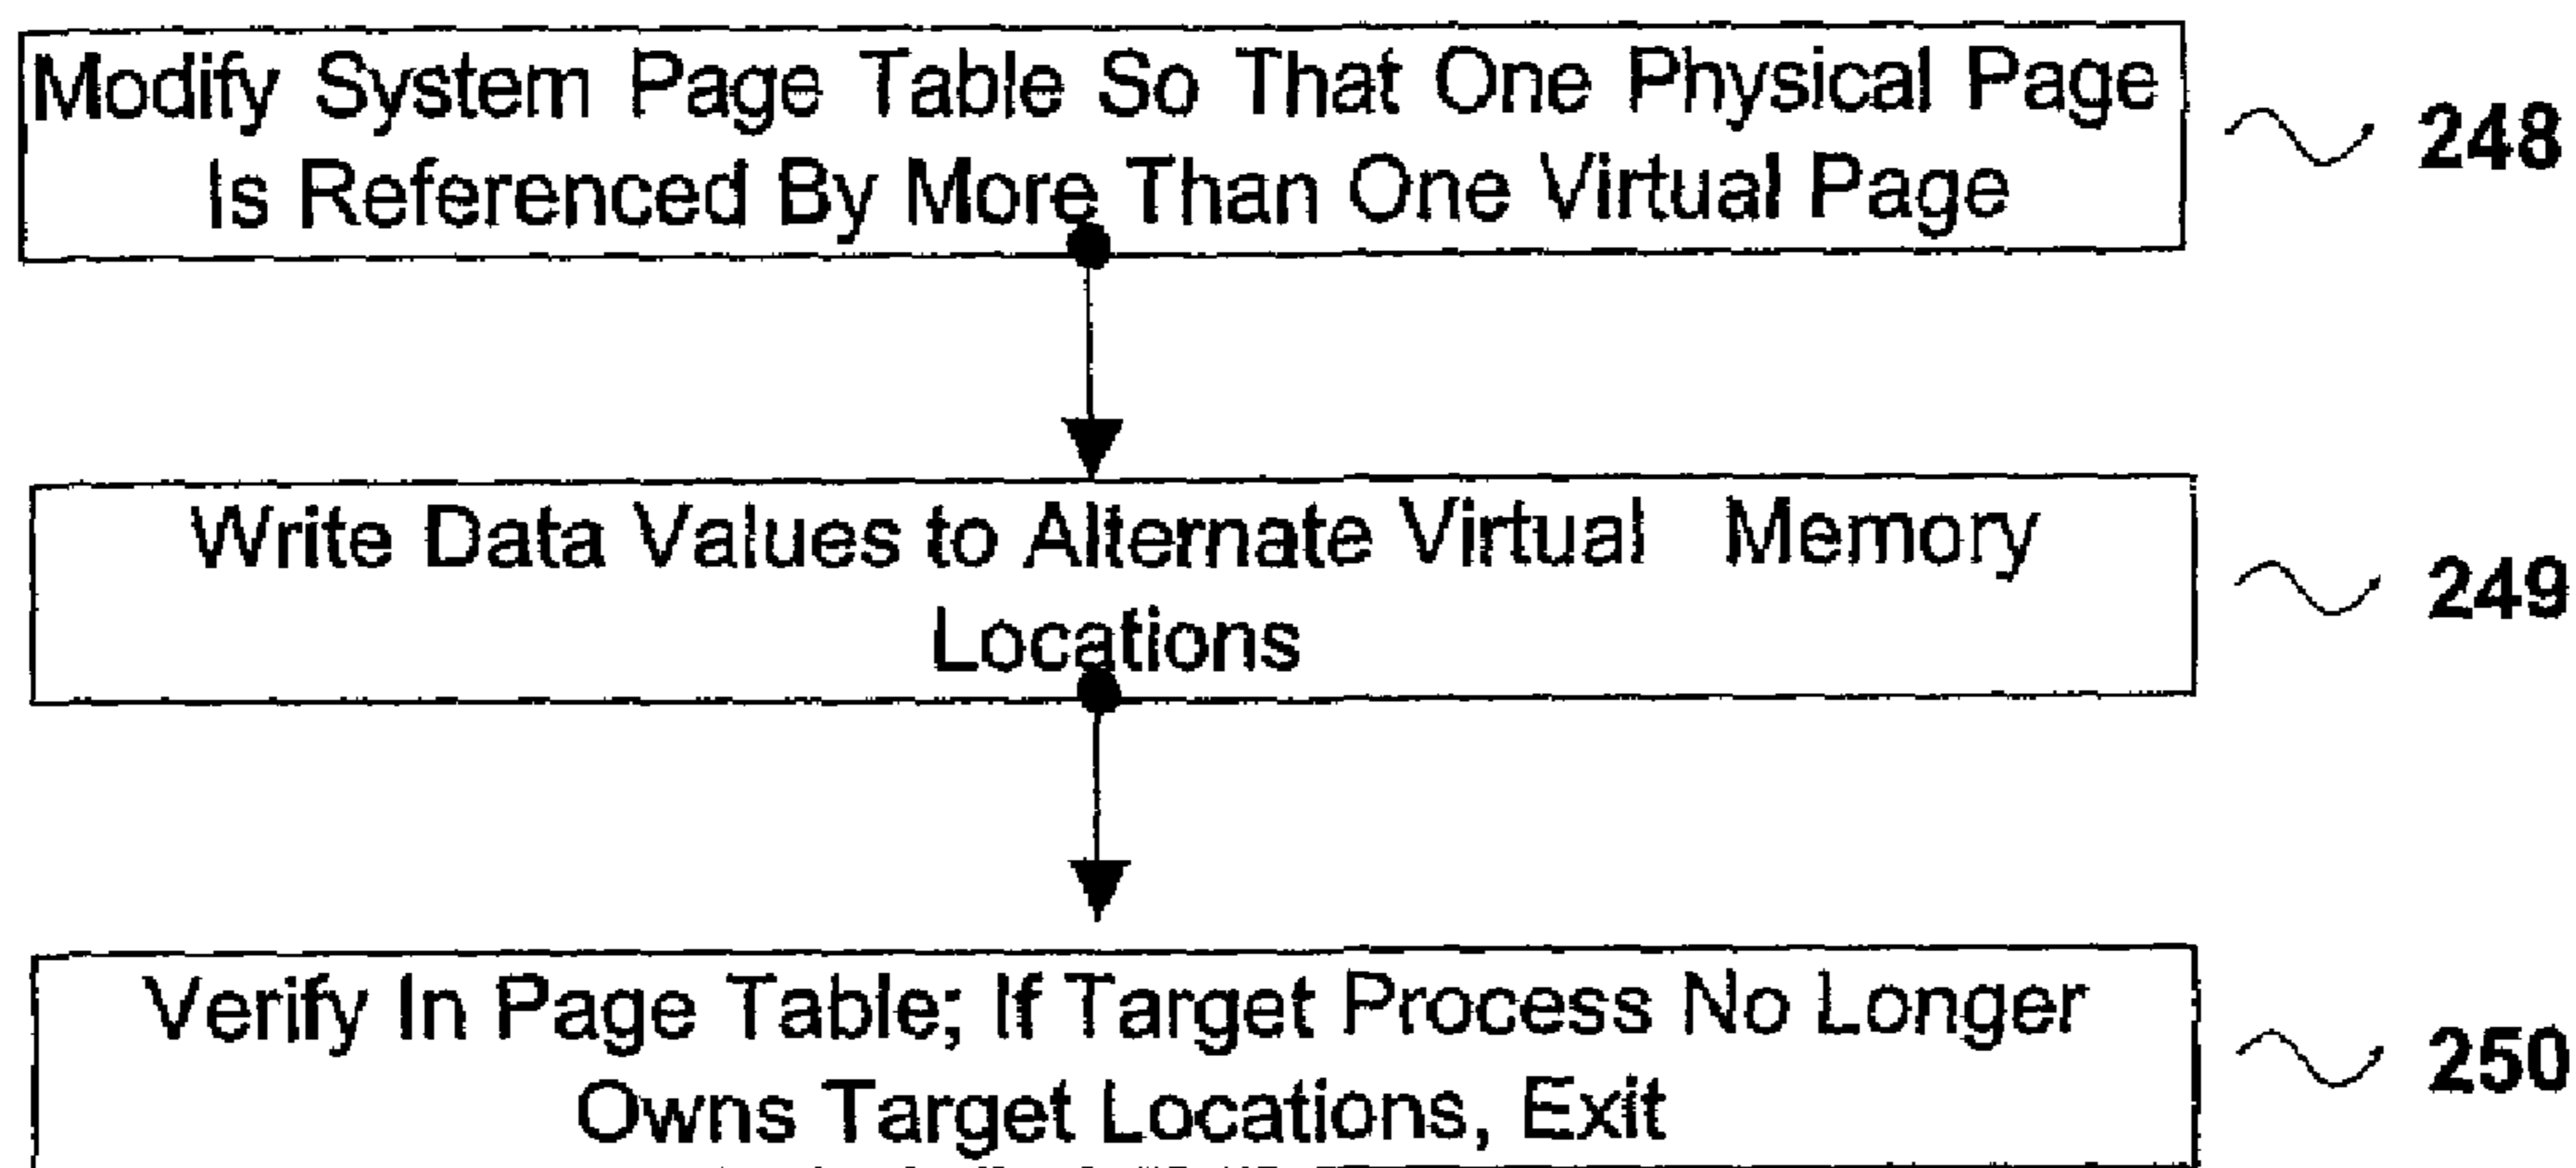 Modify System Page Table So That One Physical Page
Is Referenced By More Than One Virtual Page
248
Write Data Values to Alternate Virtual Memory
Locations
249
Verify In Page Table; If Target Process No Longer
Owns Target Locations, Exit
250